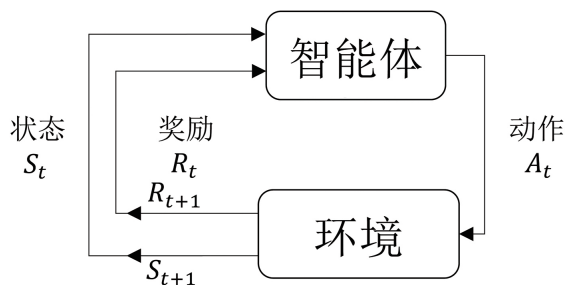 智能体
状态
S_t
奖励
R_t
动作
A_t
R_{t+1}
环境
S_{t+1}